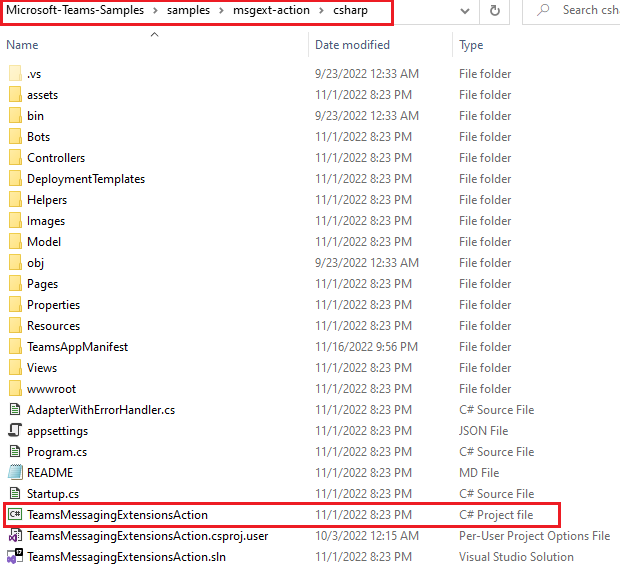 Microsoft-Teams-Samples > samples > msgext-action > csharp Search csh
Name Date modified Type
.vs 9/23/2022 12:33 AM File folder
assets 11/1/2022 8:23 PM File folder
bin 9/23/2022 12:33 AM File folder
Bots 11/1/2022 8:23 PM File folder
Controllers 11/1/2022 8:23 PM File folder
DeploymentTemplates 11/1/2022 8:23 PM File folder
Helpers 11/1/2022 8:23 PM File folder
Images 11/1/2022 8:23 PM File folder
Model 11/1/2022 8:23 PM File folder
obj 9/23/2022 12:33 AM File folder
Pages 11/1/2022 8:23 PM File folder
Properties 11/1/2022 8:23 PM File folder
Resources 11/1/2022 8:23 PM File folder
TeamsAppManifest 11/16/2022 9:56 PM File folder
Views 11/1/2022 8:23 PM File folder
wwwroot 11/1/2022 8:23 PM File folder
AdapterWithErrorHandler.cs 11/1/2022 8:23 PM C# Source File
appsettings 11/1/2022 8:23 PM JSON File
Program.cs 11/1/2022 8:23 PM C# Source File
README 11/1/2022 8:23 PM MD File
Startup.cs 11/1/2022 8:23 PM C# Source File
C# TeamsMessagingExtensionsAction 11/1/2022 8:23 PM C# Project file
TeamsMessagingExtensionsAction.csproj.user 10/3/2022 12:15 AM Per-User Project Options File
17 TeamsMessagingExtensionsAction.sln 11/1/2022 8:23 PM Visual Studio Solution